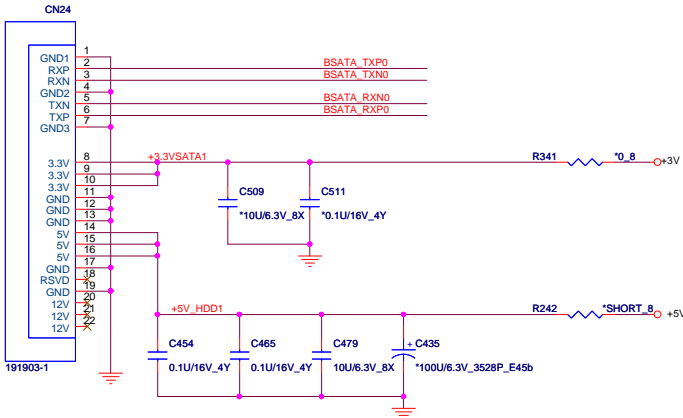 CN24
GND1 1
RXP 2 BSATA_TXP0
RXN 3 BSATA_TXN0
GND2 4
TXN 5 BSATA_RXN0
TXP 6 BSATA_RXP0
GND3 7
3.3V 8 +3.3VSATA1 R341 *0_8 +3V
3.3V 9
3.3V 10
GND 11
GND 12
GND 13
5V 14
5V 15
5V 16
GND 17
RSVD 18
GND 19
12V 20
12V 21
12V 22
C509
*10U/6.3V_8X
C511
*0.1U/16V_4Y
+5V_HDD1 R242 *SHORT_8 +5V
C454
0.1U/16V_4Y
C465
0.1U/16V_4Y
C479
10U/6.3V_8X
+ C435
*100U/6.3V_3528P_E45b
191903-1